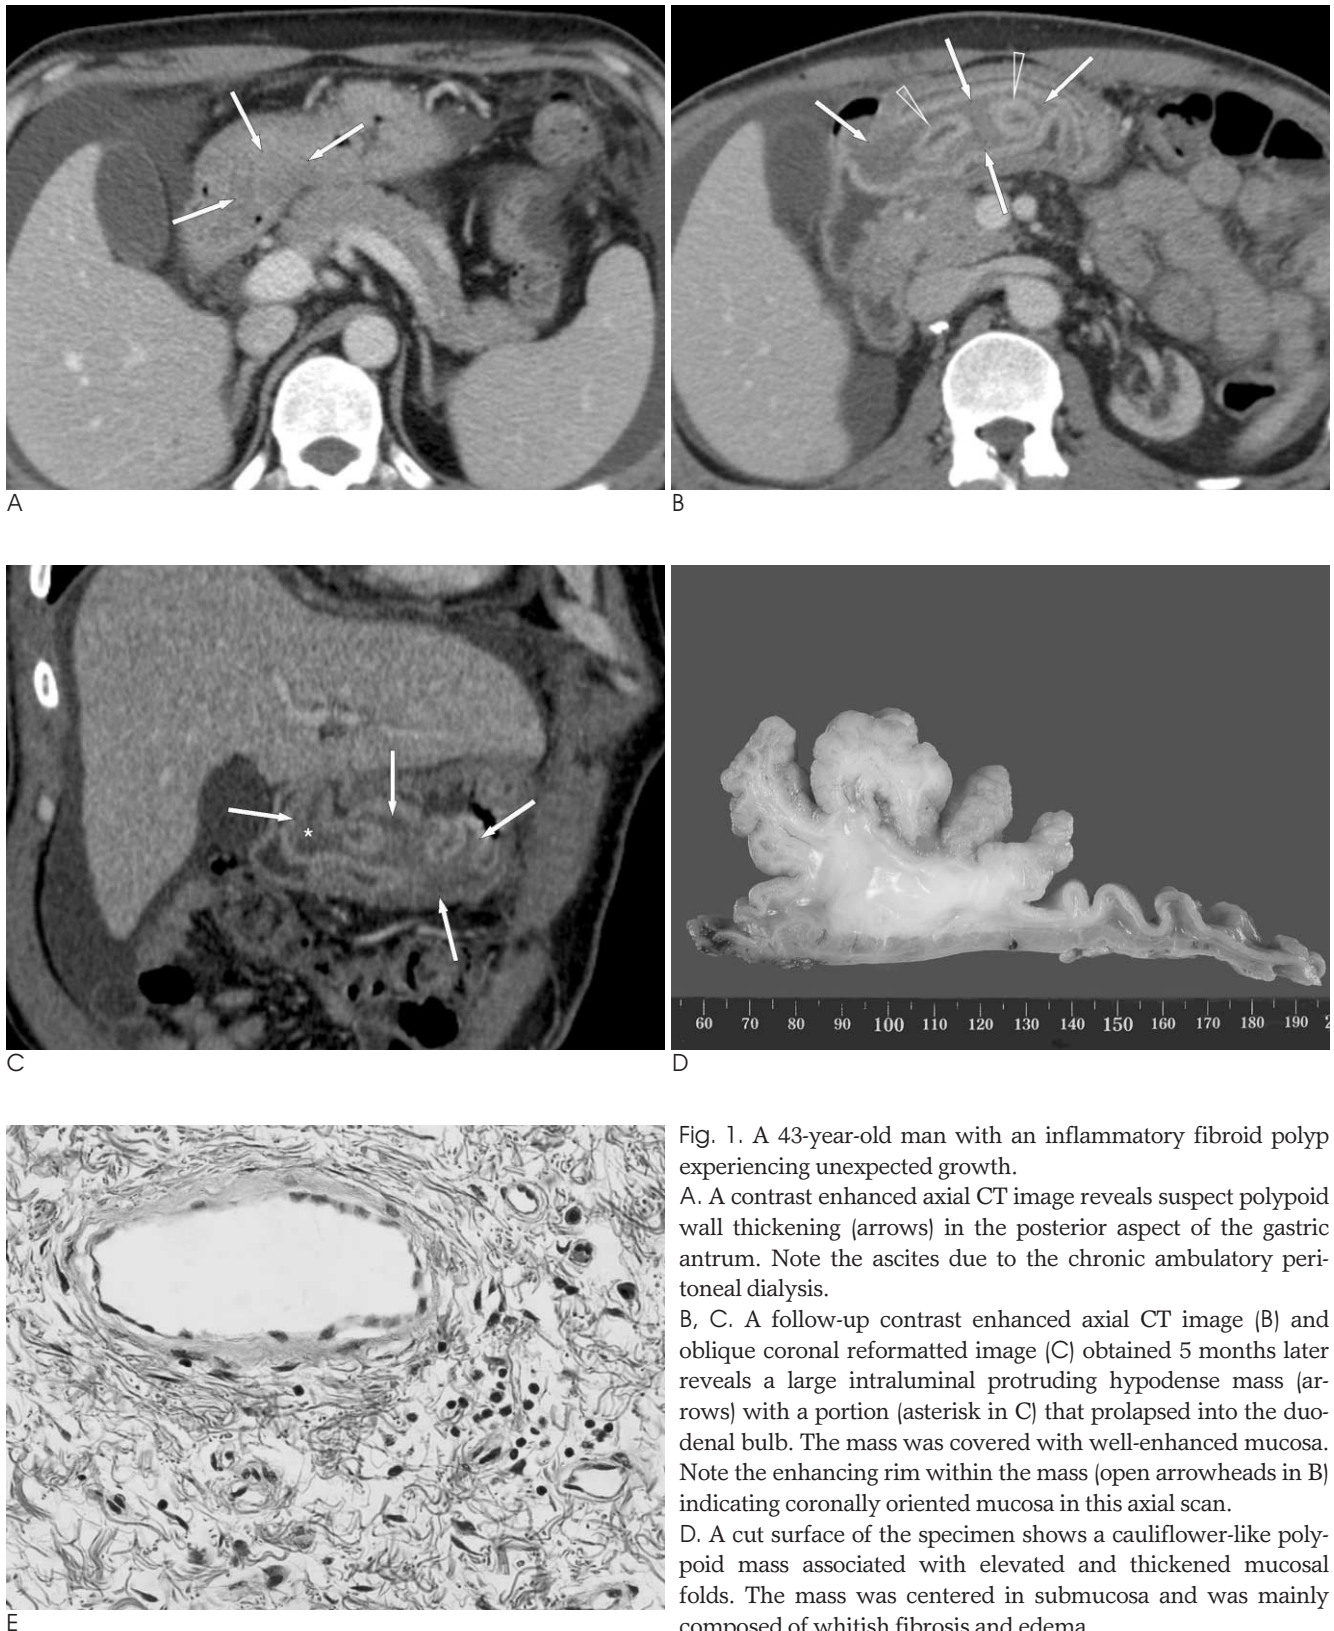 A
B
*
C
60 70 80 90 100 110 120 130 140 150 160 170 180 190 2
D
E
Fig. 1. A 43-year-old man with an inflammatory fibroid polyp
experiencing unexpected growth.
A. A contrast enhanced axial CT image reveals suspect polypoid
wall thickening (arrows) in the posterior aspect of the gastric
antrum. Note the ascites due to the chronic ambulatory peri-
toneal dialysis.
B, C. A follow-up contrast enhanced axial CT image (B) and
oblique coronal reformatted image (C) obtained 5 months later
reveals a large intraluminal protruding hypodense mass (ar-
rows) with a portion (asterisk in C) that prolapsed into the duo-
denal bulb. The mass was covered with well-enhanced mucosa.
Note the enhancing rim within the mass (open arrowheads in B)
indicating coronally oriented mucosa in this axial scan.
D. A cut surface of the specimen shows a cauliflower-like poly-
poid mass associated with elevated and thickened mucosal
folds. The mass was centered in submucosa and was mainly
composed of whitish fibrosis and edema.